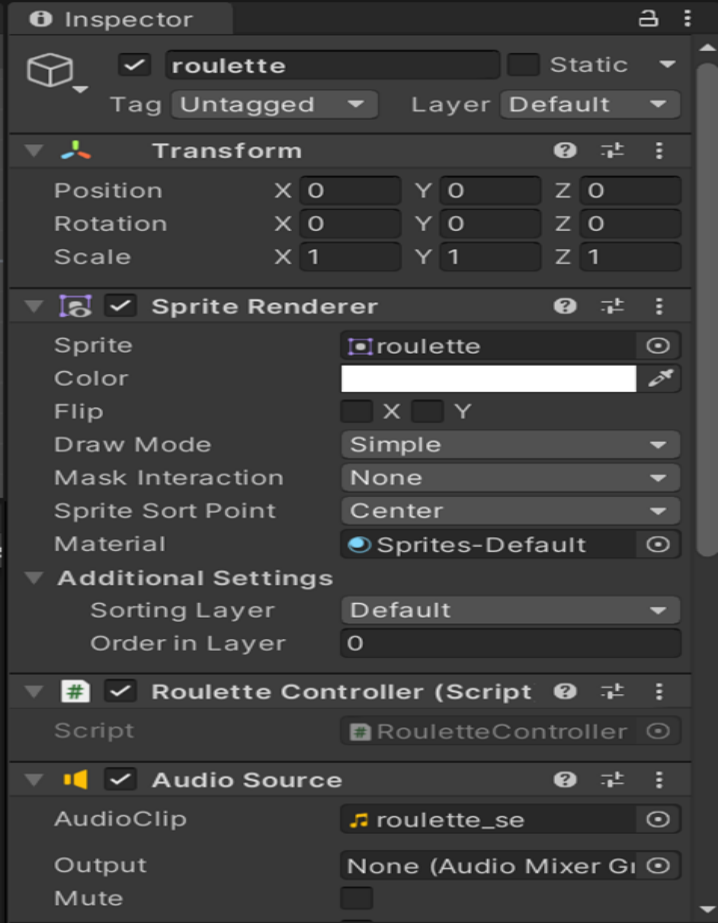 Inspector
roulette Static
Tag Untagged Layer Default
Transform
Position X 0 Y 0 Z 0
Rotation X 0 Y 0 Z 0
Scale X 1 Y 1 Z 1
Sprite Renderer
Sprite roulette
Color
Flip X Y
Draw Mode Simple
Mask Interaction None
Sprite Sort Point Center
Material Sprites-Default
Additional Settings
Sorting Layer Default
Order in Layer 0
# Roulette Controller (Script
Script # RouletteController
Audio Source
AudioClip roulette_se
Output None (Audio Mixer Gr
Mute